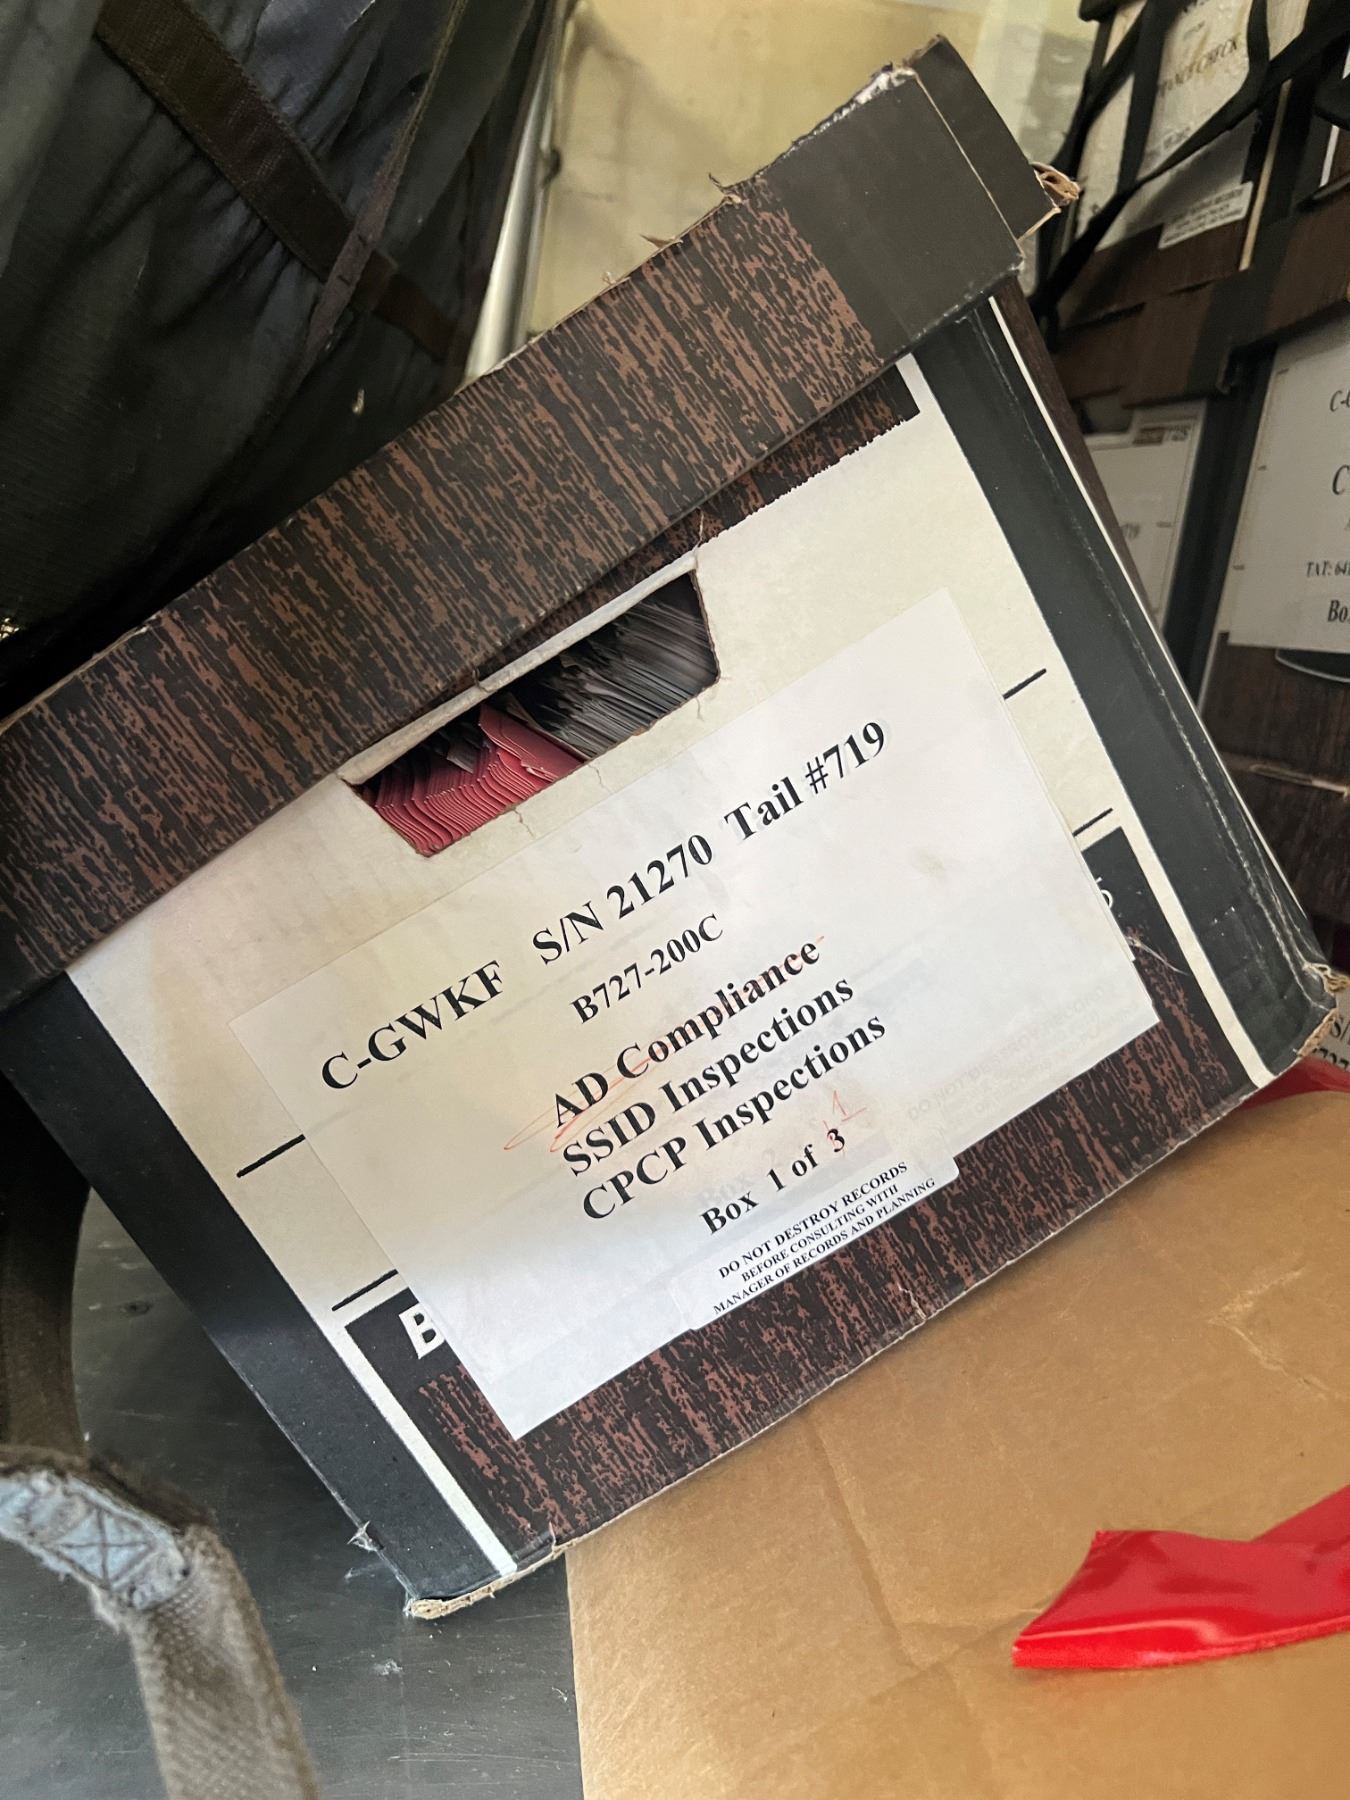 C-GWKF S/N 21270 Tail #719
B727-200C
AD Compliance
SSID Inspections
CPCP Inspections
1
Box 1 of 3
DO NOT DESTROY RECORDS
BEFORE CONSULTING WITH
MANAGER OF RECORDS AND PLANNING
B